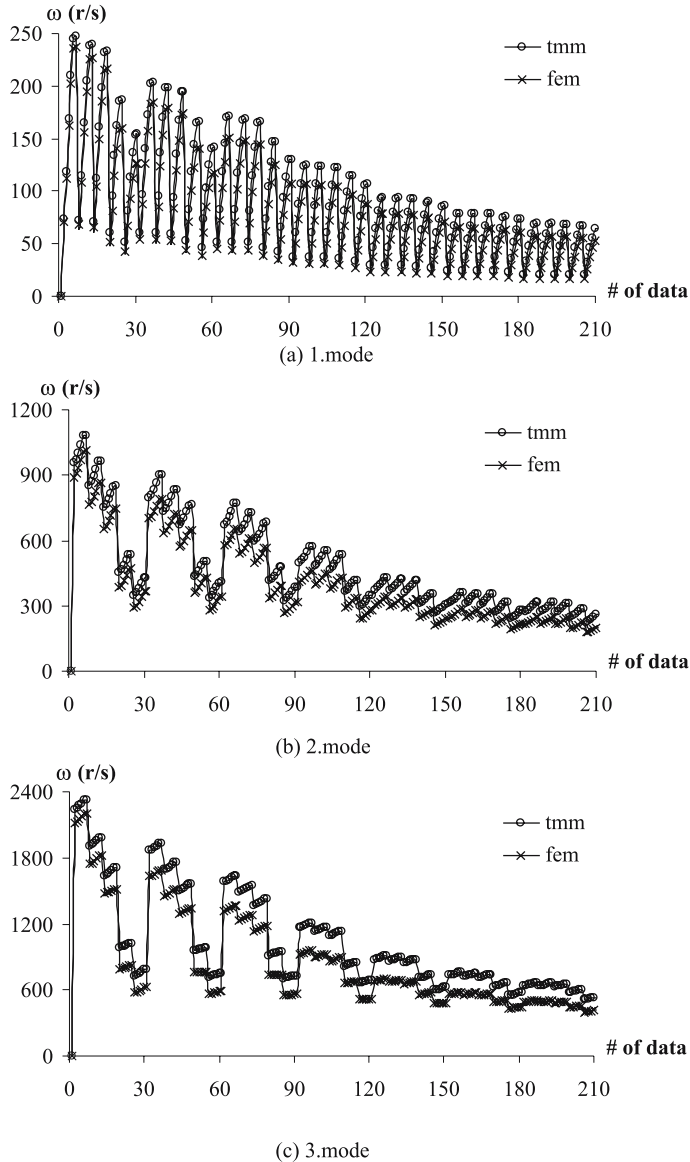 ω (r/s)
250
200
150
100
50
0
tmm
fem
# of data
0 30 60 90 120 150 180 210
(a) 1.mode
ω (r/s)
1200
900
600
300
0
tmm
fem
# of data
0 30 60 90 120 150 180 210
(b) 2.mode
ω (r/s)
2400
1800
1200
600
0
tmm
fem
# of data
0 30 60 90 120 150 180 210
(c) 3.mode